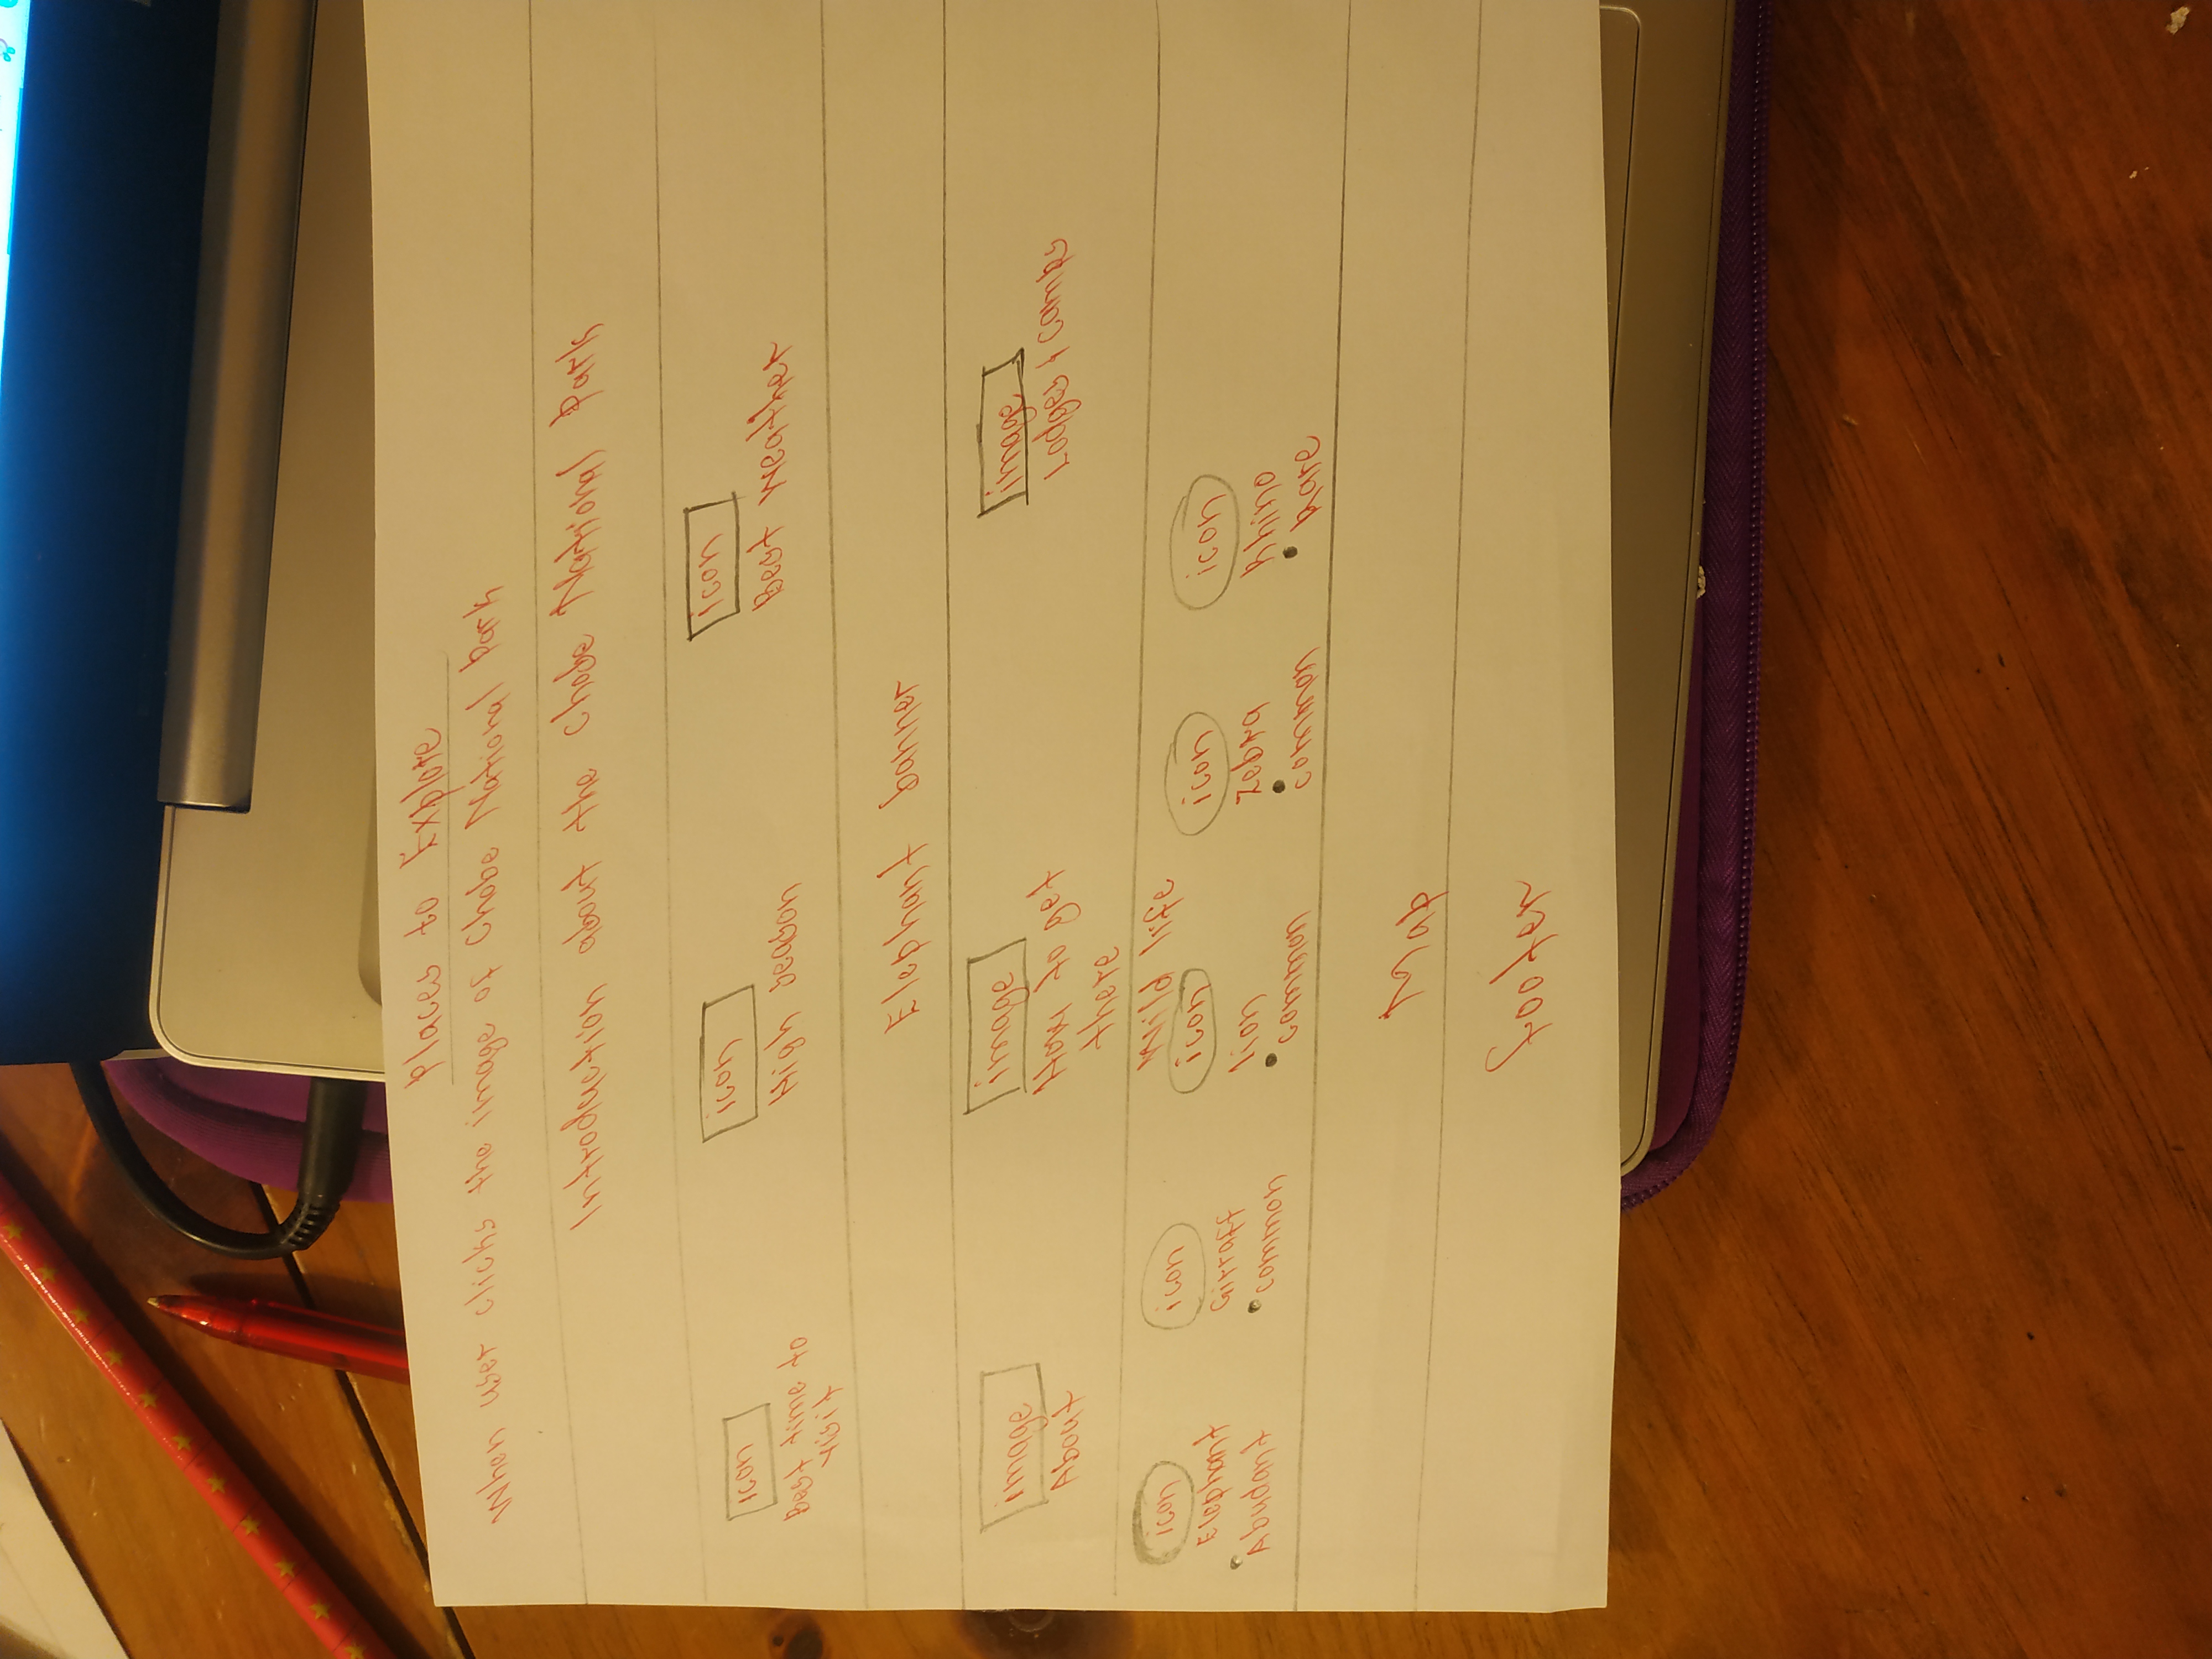 Places to Explore
When user clicks the image of Chobe National Park
Introduction about the Chobe National Park
icon icon icon
Best time to visit
High season
Best weather
Elephant banner
image image image
About
How to get there
Lodges & camps
Wild life
icon icon icon icon icon
Elephant Girraff lion Zebra Rhino
Abudant common common common Rare
Map
footer